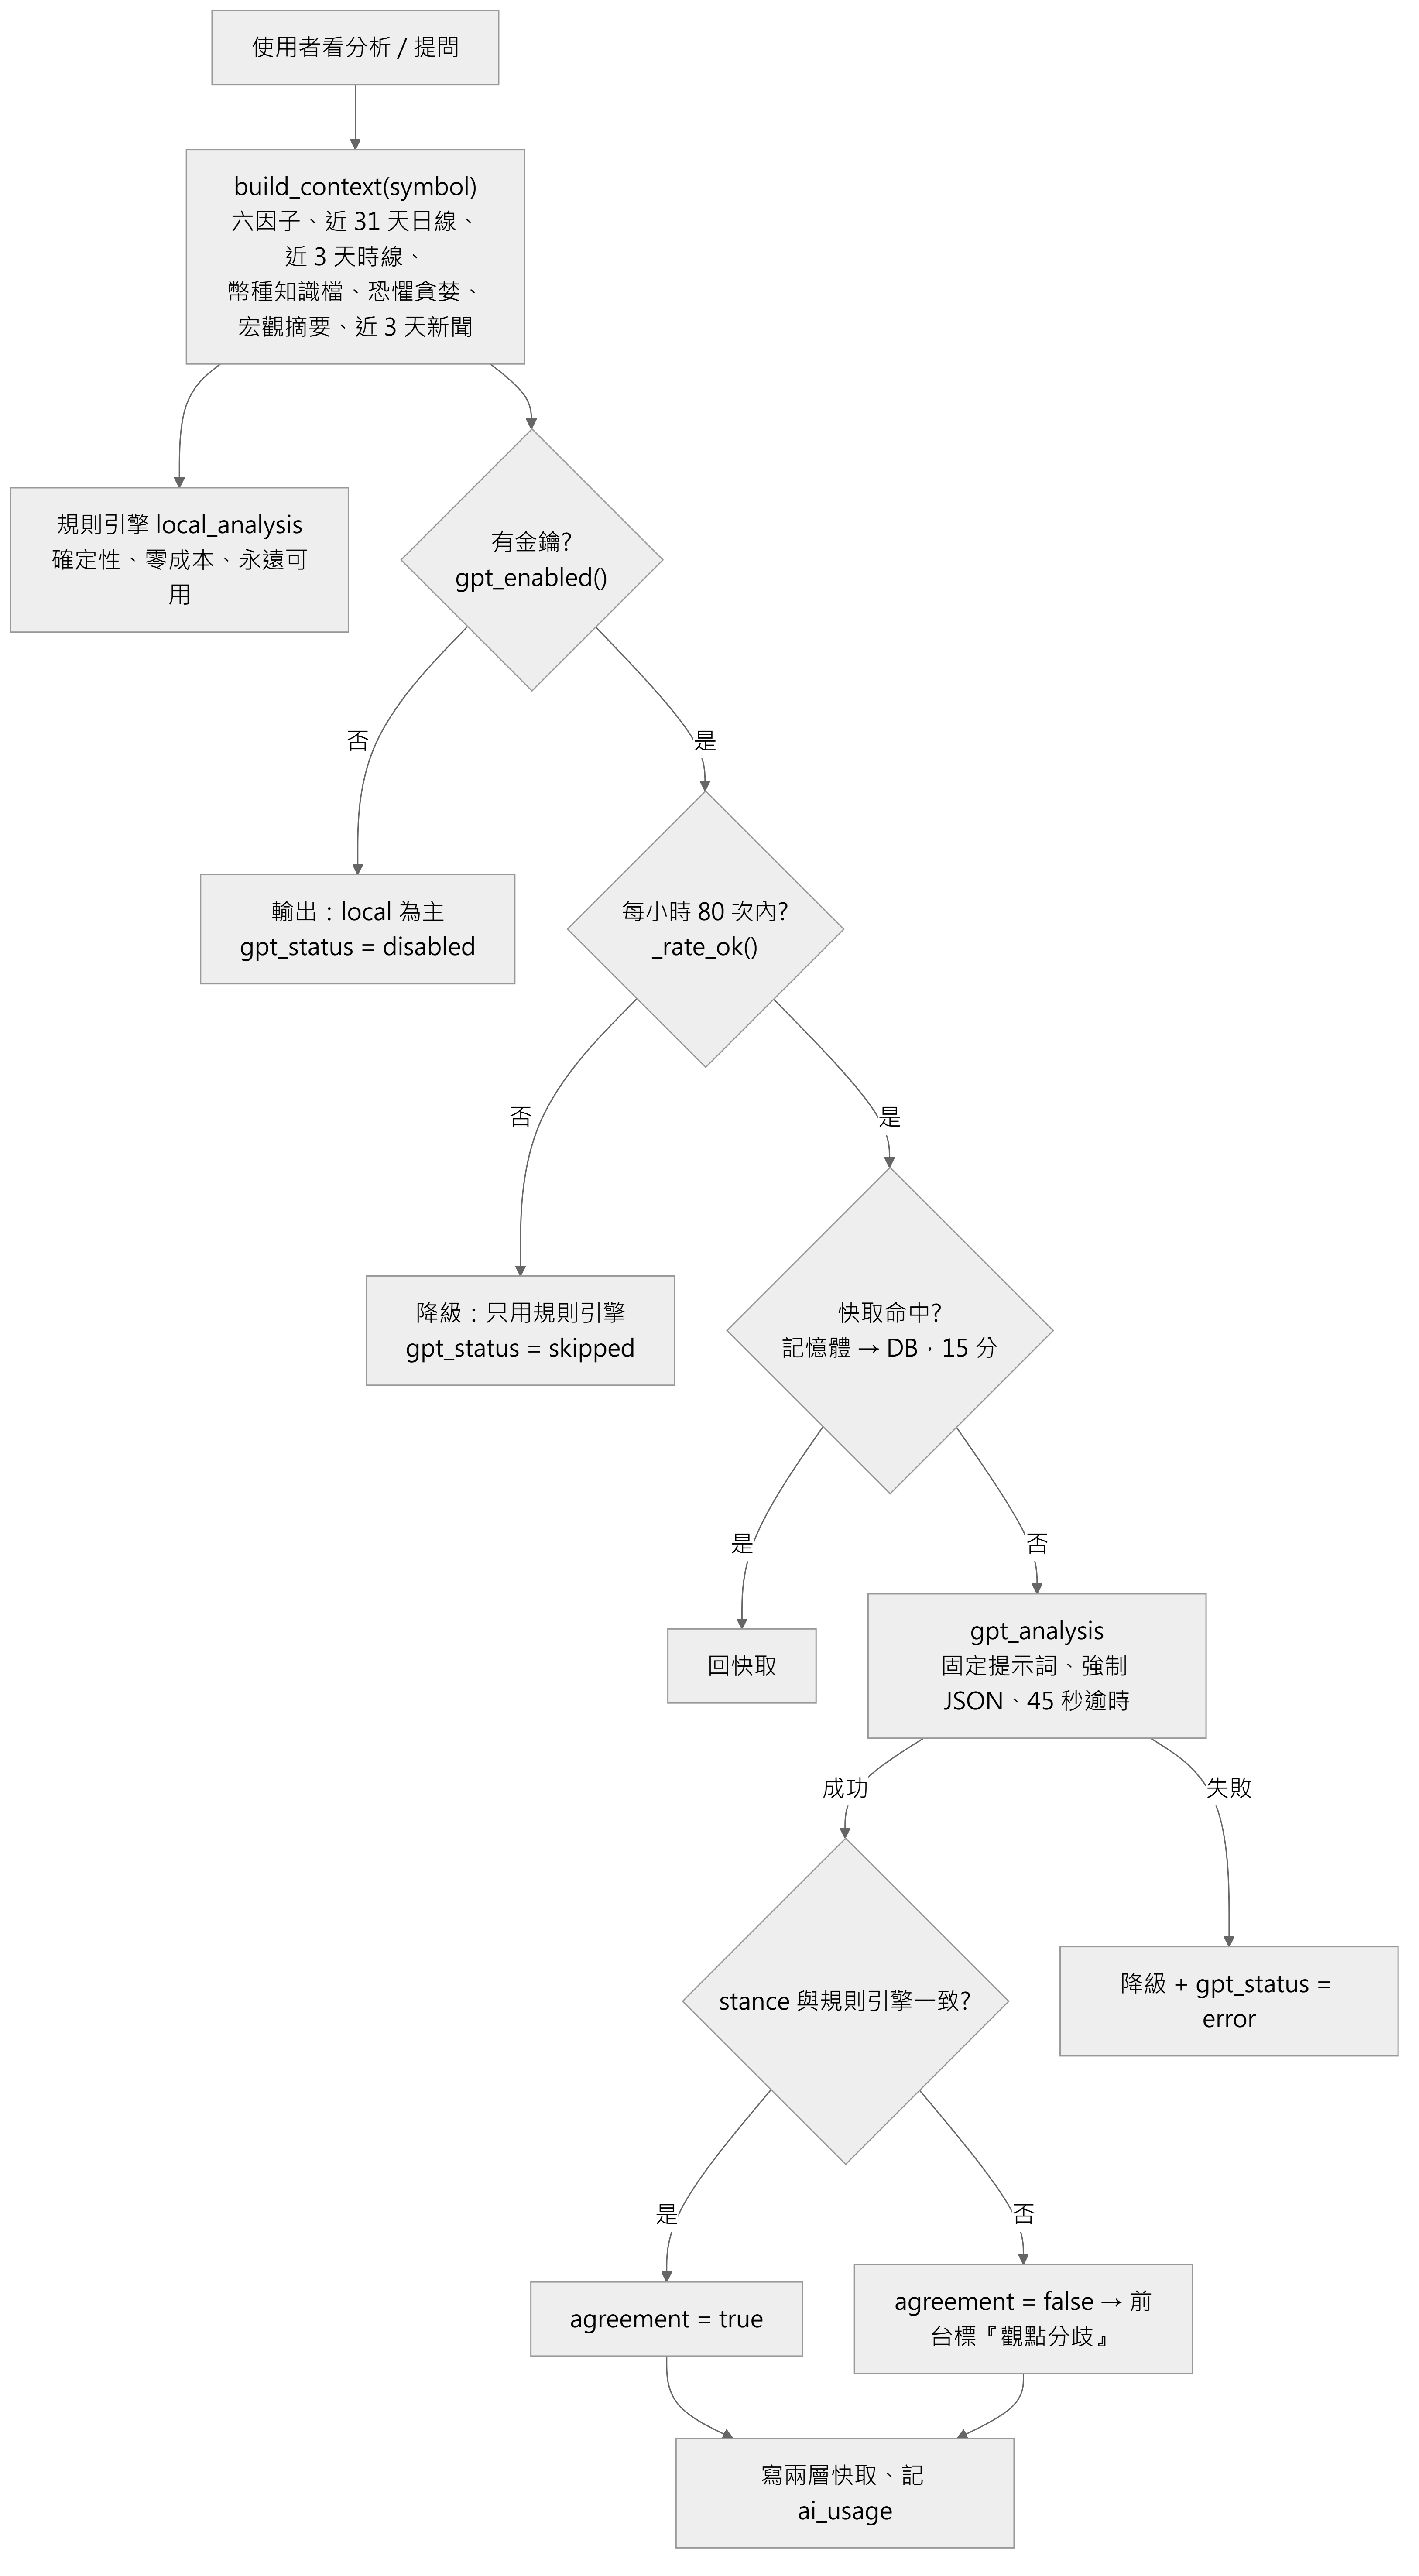 使用者看分析 / 提問
build_context(symbol)
六因子、近 31 天日線、
近 3 天時線、
幣種知識檔、恐懼貪婪、
宏觀摘要、近 3 天新聞
規則引擎 local_analysis
確定性、零成本、永遠可
用
有金鑰?
gpt_enabled()
否
是
輸出：local 為主
gpt_status = disabled
每小時 80 次內?
_rate_ok()
否
是
降級：只用規則引擎
gpt_status = skipped
快取命中?
記憶體 → DB，15 分
是
否
回快取
gpt_analysis
固定提示詞、強制
JSON、45 秒逾時
成功
失敗
stance 與規則引擎一致?
降級 + gpt_status =
error
是
否
agreement = true
agreement = false → 前
台標『觀點分歧』
寫兩層快取、記
ai_usage